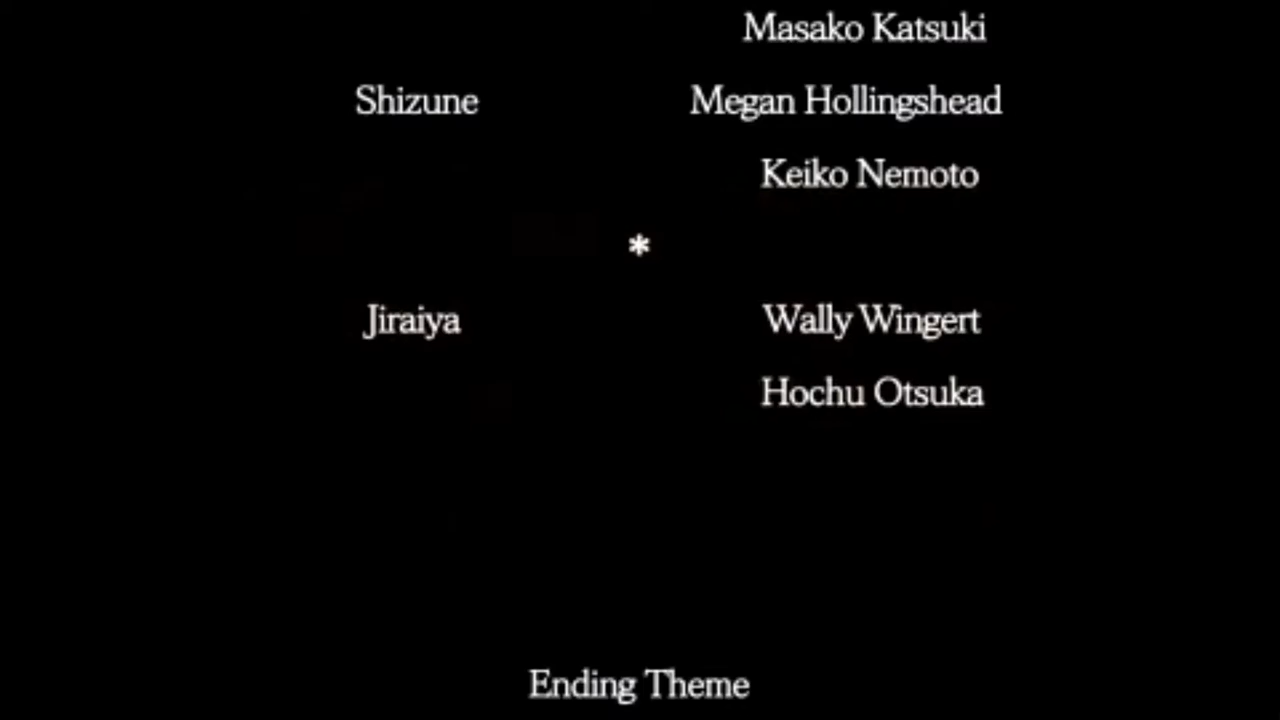 Masako Katsuki
Shizune Megan Hollingshead
Keiko Nemoto
*
Jiraiya Wally Wingert
Hochu Otsuka
Ending Theme